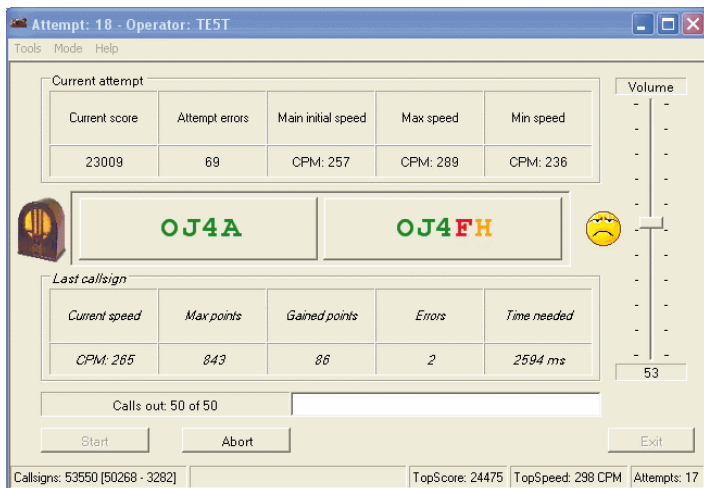 Attempt: 18 - Operator: TE5T
Tools Mode Help
Current attempt
Volume
Current score Attempt errors Main initial speed Max speed Min speed
23009 69 CPM: 257 CPM: 289 CPM: 236
OJ4A OJ4FH
Last callsign
Current speed Max points Gained points Errors Time needed
CPM: 265 843 86 2 2594 ms
53
Calls out: 50 of 50
Start Abort Exit
Callsigns: 53550 [50268 - 3282] TopScore: 24475 TopSpeed: 298 CPM Attempts: 17